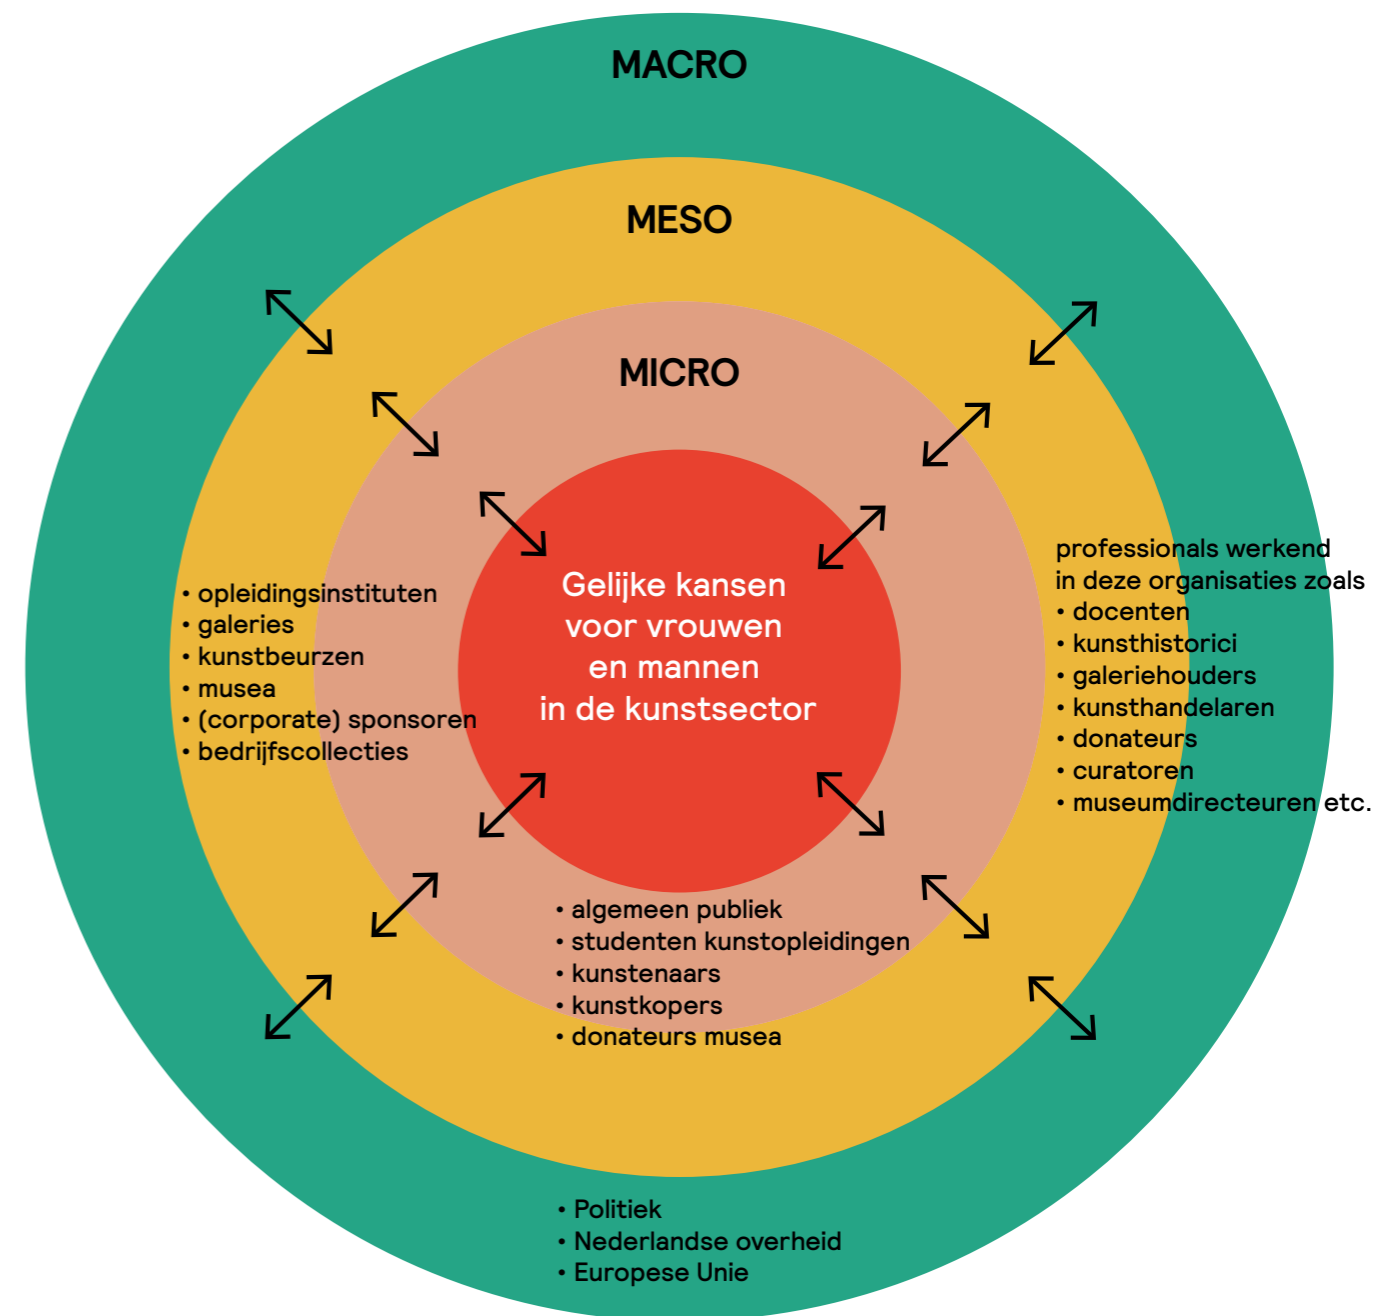 MACRO
MESO
MICRO
Gelijke kansen
voor vrouwen
en mannen
in de kunstsector
• opleidingsinstituten
• galeries
• kunstbeurzen
• musea
• (corporate) sponsoren
• bedrijfscollecties
professionals werkend
in deze organisaties zoals
• docenten
• kunsthistorici
• galeriehouders
• kunsthandelaren
• donateurs
• curatoren
• museumdirecteuren etc.
• algemeen publiek
• studenten kunstopleidingen
• kunstenaars
• kunstkopers
• donateurs musea
• Politiek
• Nederlandse overheid
• Europese Unie